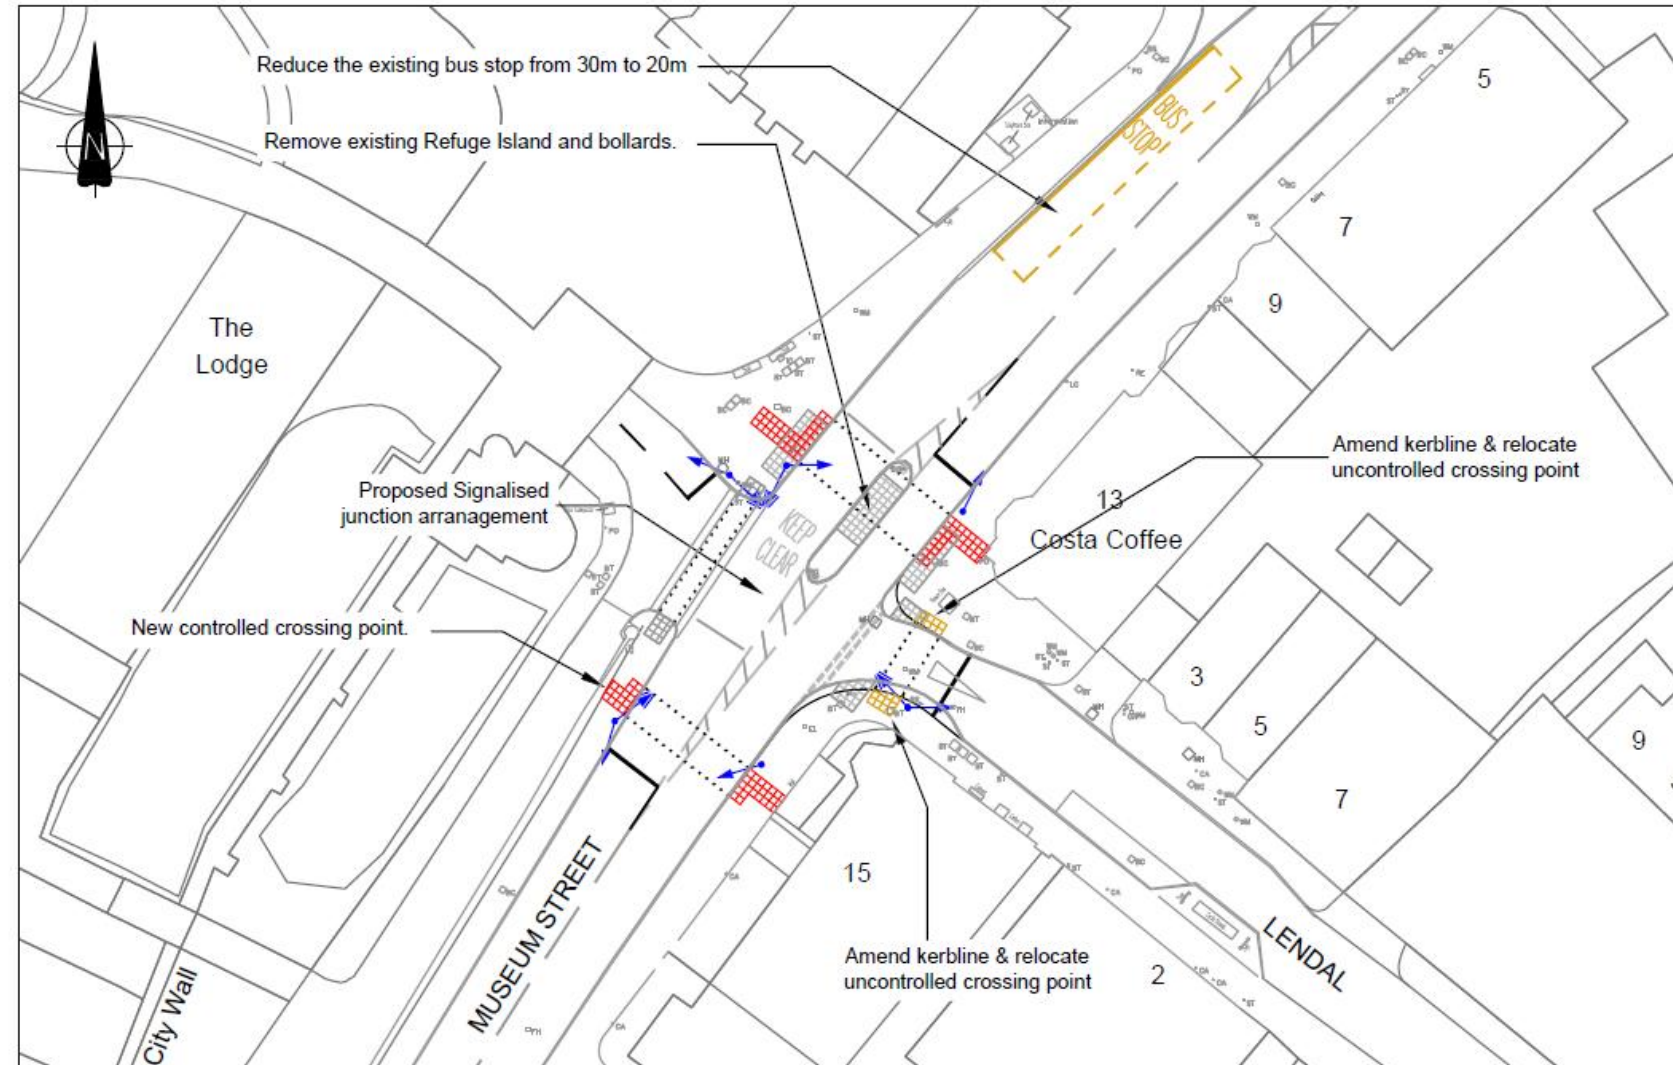 Reduce the existing bus stop from 30m to 20m
Remove existing Refuge Island and bollards.
N
BUS
STOP
5
7
9
The
Lodge
Amend kerbline & relocate
uncontrolled crossing point
Proposed Signalised
junction arranagement
KEEP
CLEAR
13
Costa Coffee
New controlled crossing point.
3
5
7
9
15
MUSEUM STREET
Amend kerbline & relocate
uncontrolled crossing point
2
LENDAL
City Wall